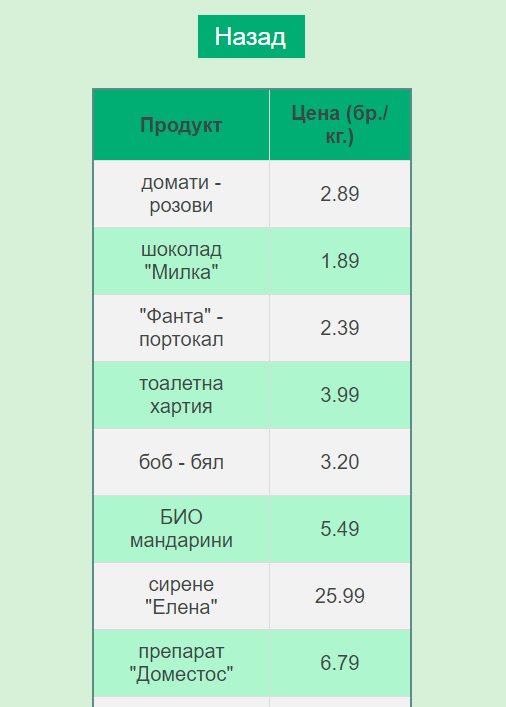 Назад
Продукт
Цена (бр./
кг.)
домати -
розови
2.89
шоколад
"Милка"
1.89
"Фанта" -
портокал
2.39
тоалетна
хартия
3.99
боб - бял
3.20
БИО
мандарини
5.49
сирене
"Елена"
25.99
препарат
"Доместос"
6.79